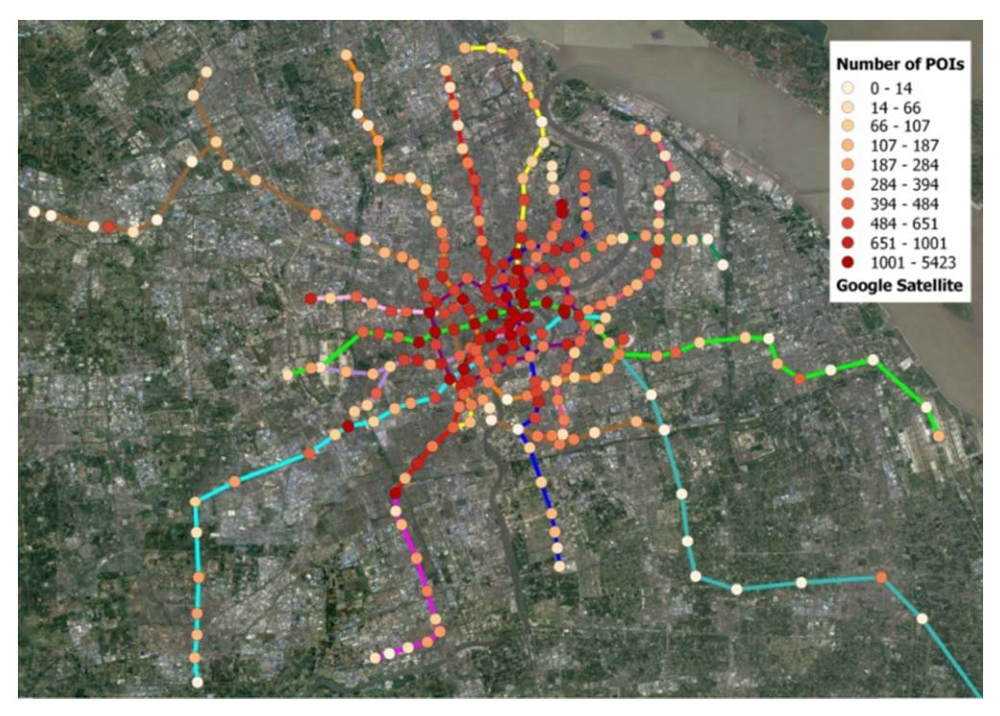 Number of POIs
0 - 14
14 - 66
66 - 107
107 - 187
187 - 284
284 - 394
394 - 484
484 - 651
651 - 1001
1001 - 5423
Google Satellite